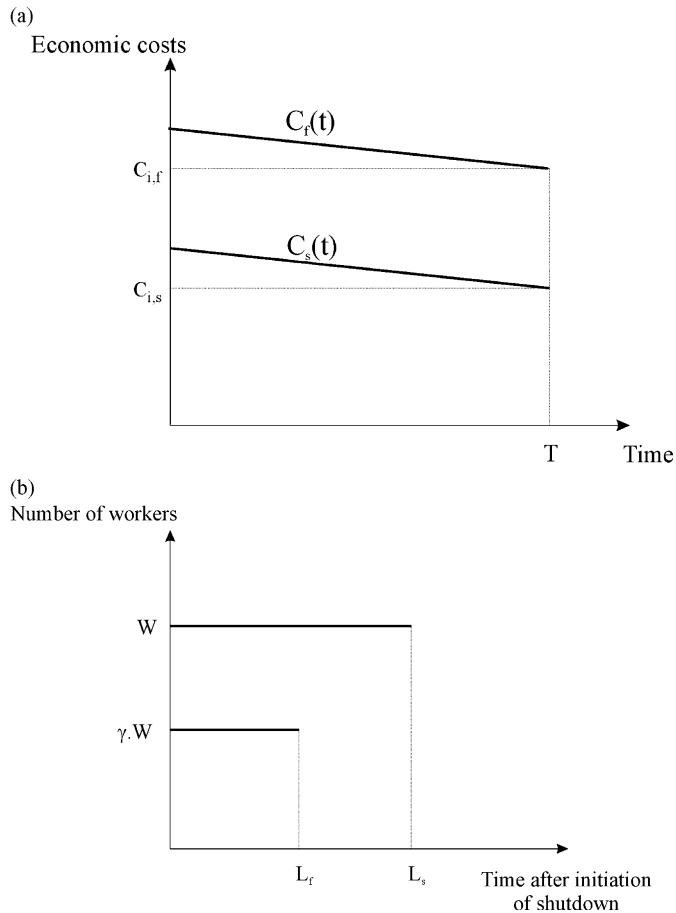 (a)
Economic costs
C_f(t)
C_i,f
C_s(t)
C_i,s
T
Time
(b)
Number of workers
W
γ.W
L_f
L_s
Time after initiation
of shutdown